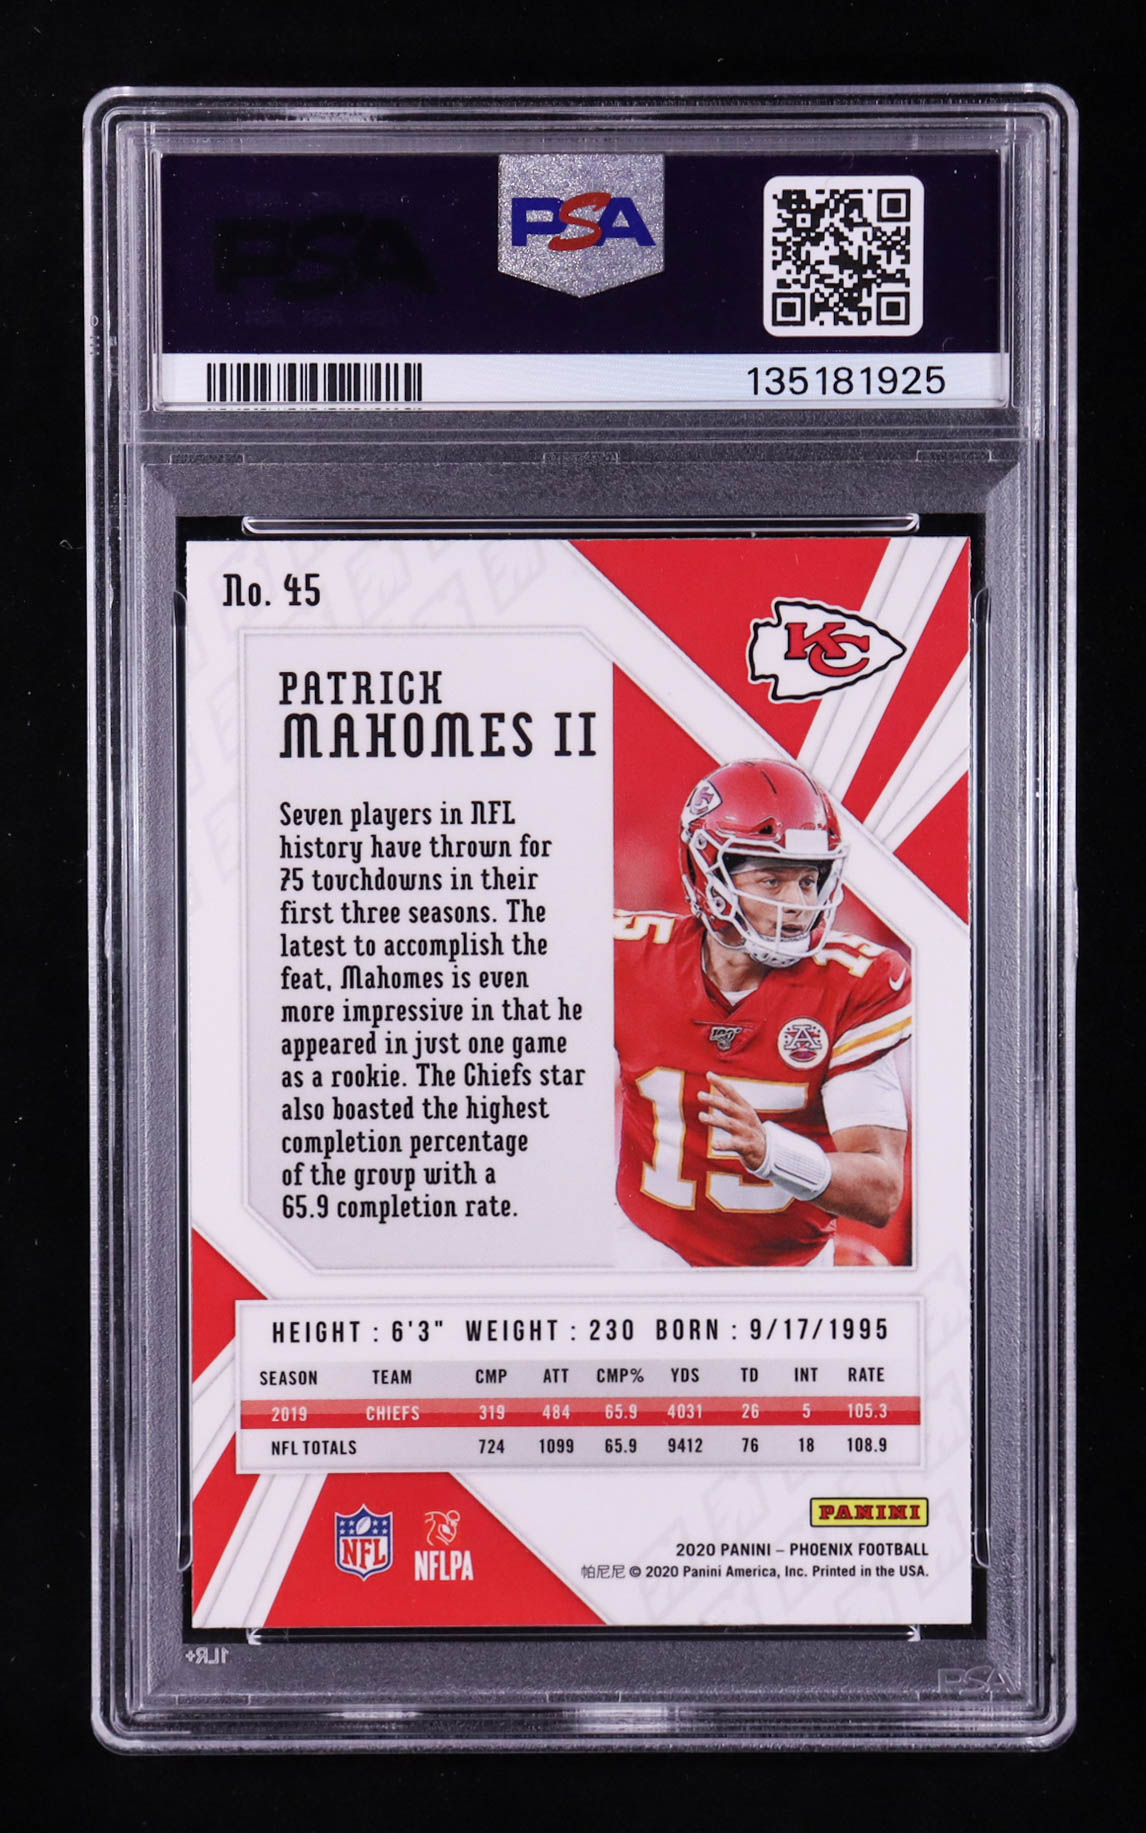 PSA
PSA
135181925
No. 45
KC
PATRICK
MAHOMES II
Seven players in NFL
history have thrown for
75 touchdowns in their
first three seasons. The
latest to accomplish the
feat, Mahomes is even
more impressive in that he
appeared in just one game
as a rookie. The Chiefs star
also boasted the highest
completion percentage
of the group with a
65.9 completion rate.
15
15
15
HEIGHT : 6'3" WEIGHT : 230 BORN : 9/17/1995
SEASON TEAM CMP ATT CMP% YDS TD INT RATE
2019 CHIEFS 319 484 65.9 4031 26 5 105.3
NFL TOTALS 724 1099 65.9 9412 76 18 108.9
NFL
NFLPA
PANINI
2020 PANINI – PHOENIX FOOTBALL
帕尼尼 © 2020 Panini America, Inc. Printed in the USA.
1LR+
PSA